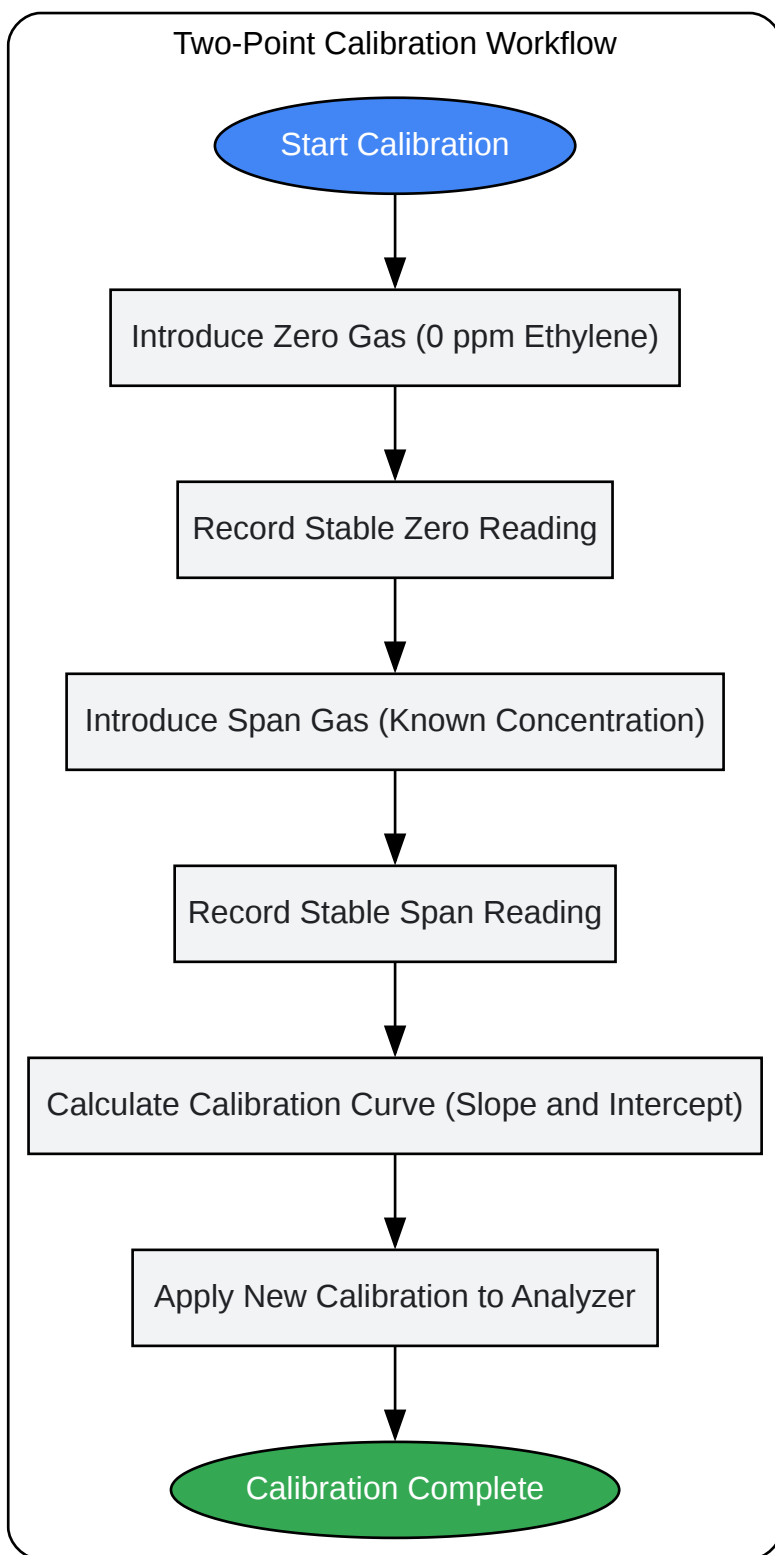 Two-Point Calibration Workflow
Start Calibration
Introduce Zero Gas (0 ppm Ethylene)
Record Stable Zero Reading
Introduce Span Gas (Known Concentration)
Record Stable Span Reading
Calculate Calibration Curve (Slope and Intercept)
Apply New Calibration to Analyzer
Calibration Complete